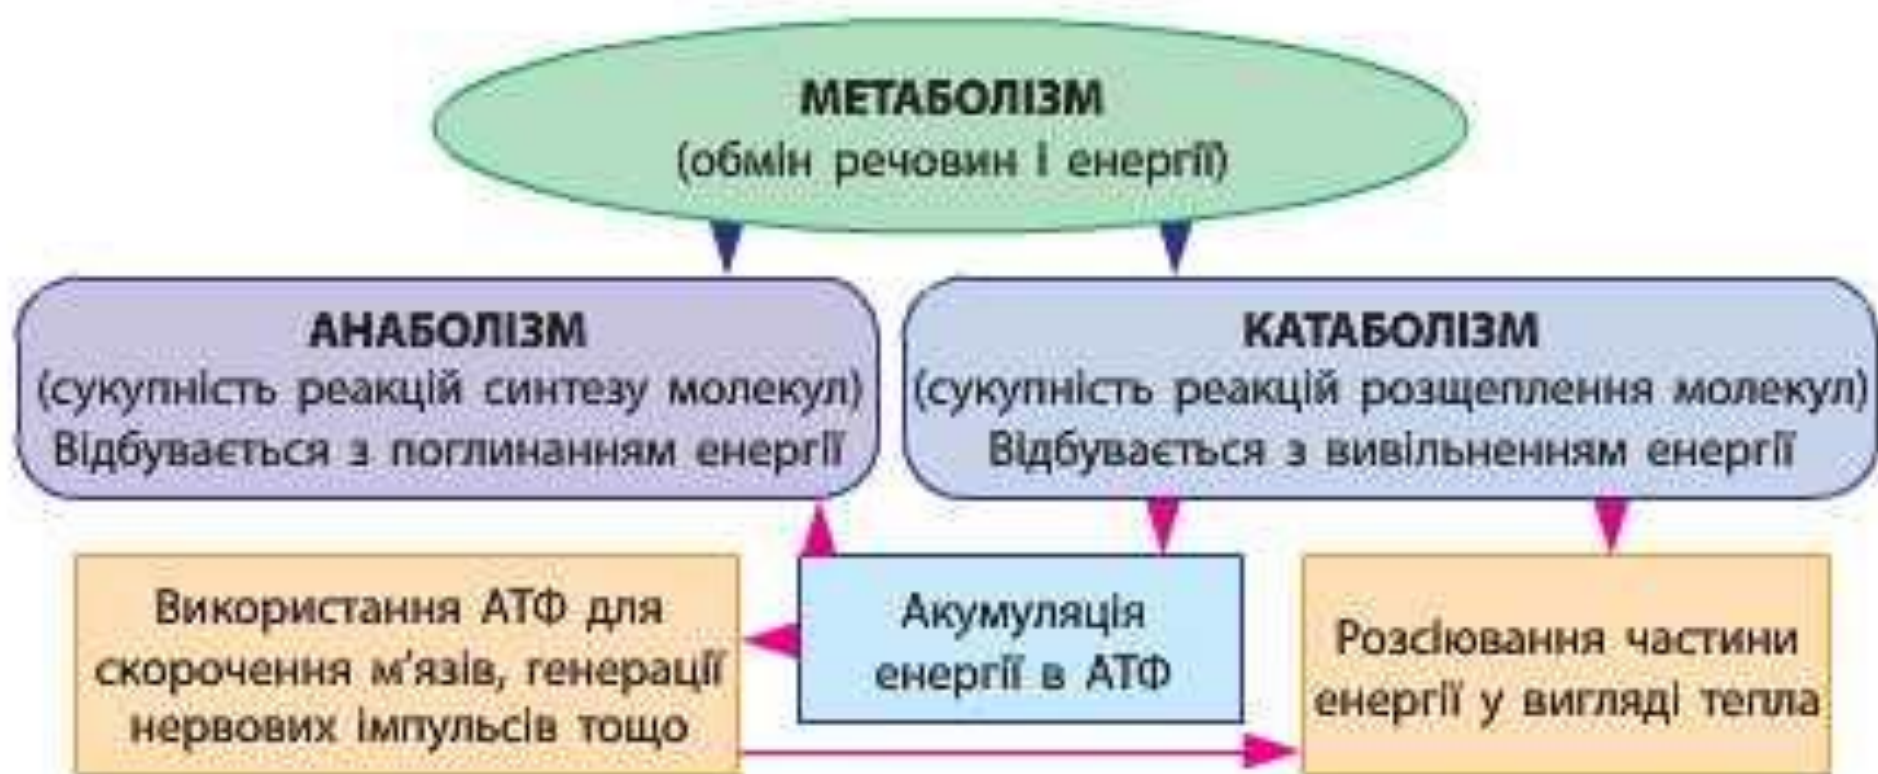 МЕТАБОЛІЗМ
(обмін речовин і енергії)
АНАБОЛІЗМ
(сукупність реакцій синтезу молекул)
Відбувається з поглинанням енергії
КАТАБОЛІЗМ
(сукупність реакцій розщеплення молекул)
Відбувається з вивільненням енергії
Використання АТФ для
скорочення м'язів, генерації
нервових імпульсів тощо
Акумуляція
енергії в АТФ
Розсіювання частини
енергії у вигляді тепла